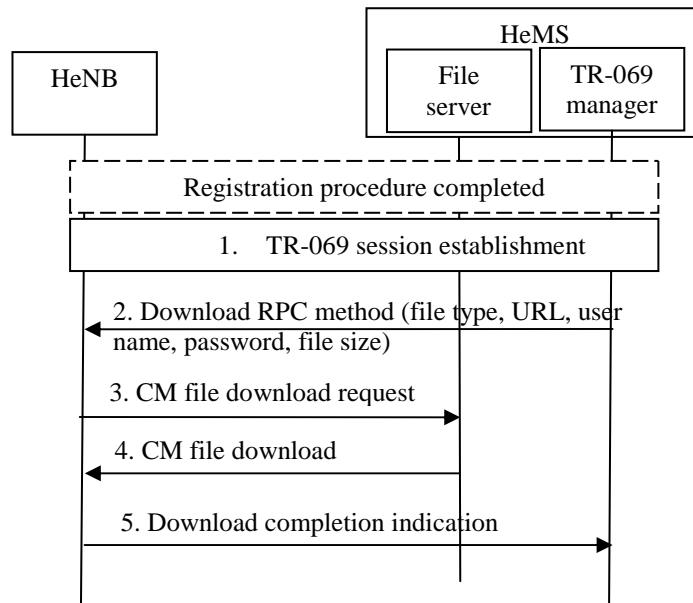 HeMS
HeNB
File
server
TR-069
manager
Registration procedure completed
1. TR-069 session establishment
2. Download RPC method (file type, URL, user
name, password, file size)
3. CM file download request
4. CM file download
5. Download completion indication